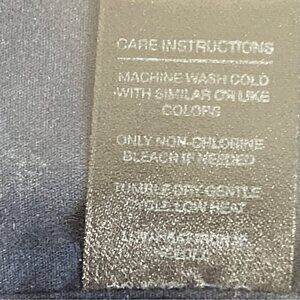 CARE INSTRUCTIONS
MACHINE WASH COLD
WITH SIMILAR OR LIKE
COLORS
ONLY NON-CHLORINE
BLEACH IF NEEDED
TUMBLE DRY GENTLE
CYCLE LOW HEAT